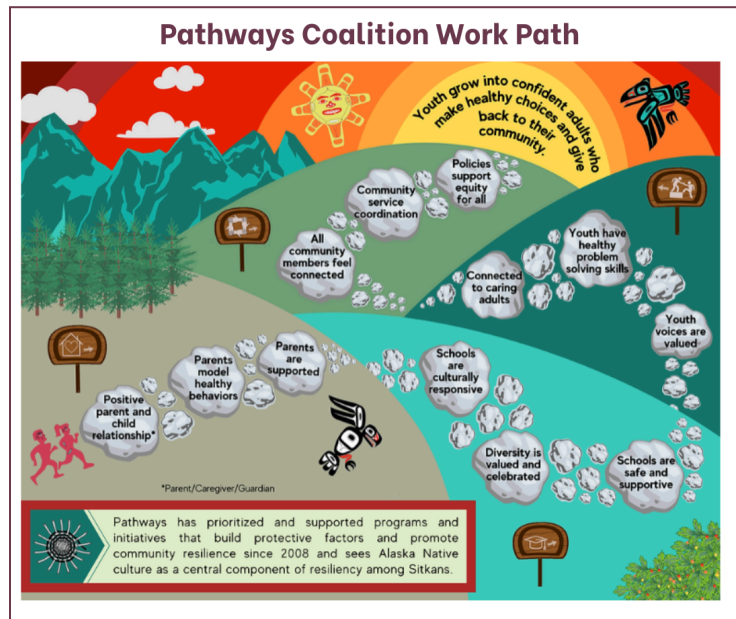 Pathways Coalition Work Path
Youth grow into confident adults who
make healthy choices and give
back to their
community.
Policies
support
equity
for all
Community
service
coordination
All
community
members feel
connected
Youth have
healthy
problem
solving skills
Connected
to caring
adults
Youth
voices are
valued
Parents
are
supported
Parents
model
healthy
behaviors
Positive
parent and
child
relationship*
Schools
are
culturally
responsive
Diversity is
valued and
celebrated
Schools are
safe and
supportive
*Parent/Caregiver/Guardian
Pathways has prioritized and supported programs and
initiatives that build protective factors and promote
community resilience since 2008 and sees Alaska Native
culture as a central component of resiliency among Sitkans.